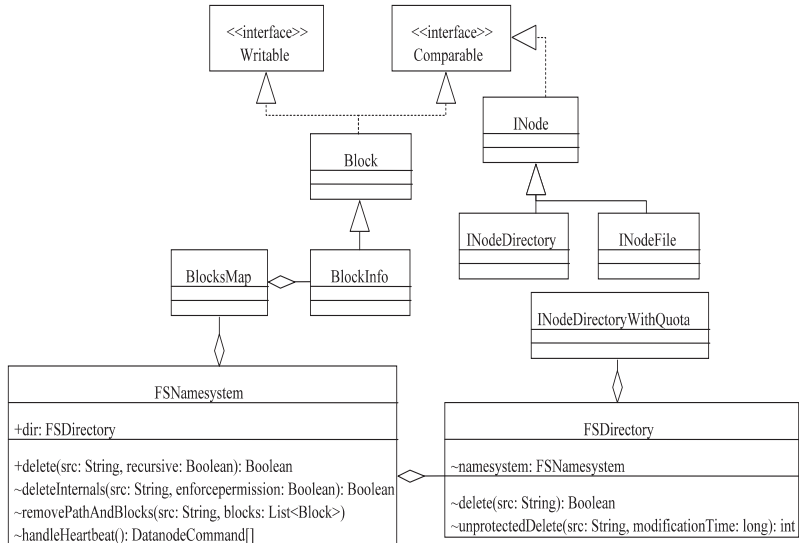 <<interface>>
Writable
<<interface>>
Comparable
INode
Block
INodeDirectory
INodeFile
BlocksMap
BlockInfo
INodeDirectoryWithQuota
FSNamesystem
+dir: FSDirectory
+delete(src: String, recursive: Boolean): Boolean
~deleteInternals(src: String, enforcepermission: Boolean): Boolean
~removePathAndBlocks(src: String, blocks: List<Block>)
~handleHeartbeat(): DatanodeCommand[]
FSDirectory
~namesystem: FSNamesystem
~delete(src: String): Boolean
~unprotectedDelete(src: String, modificationTime: long): int